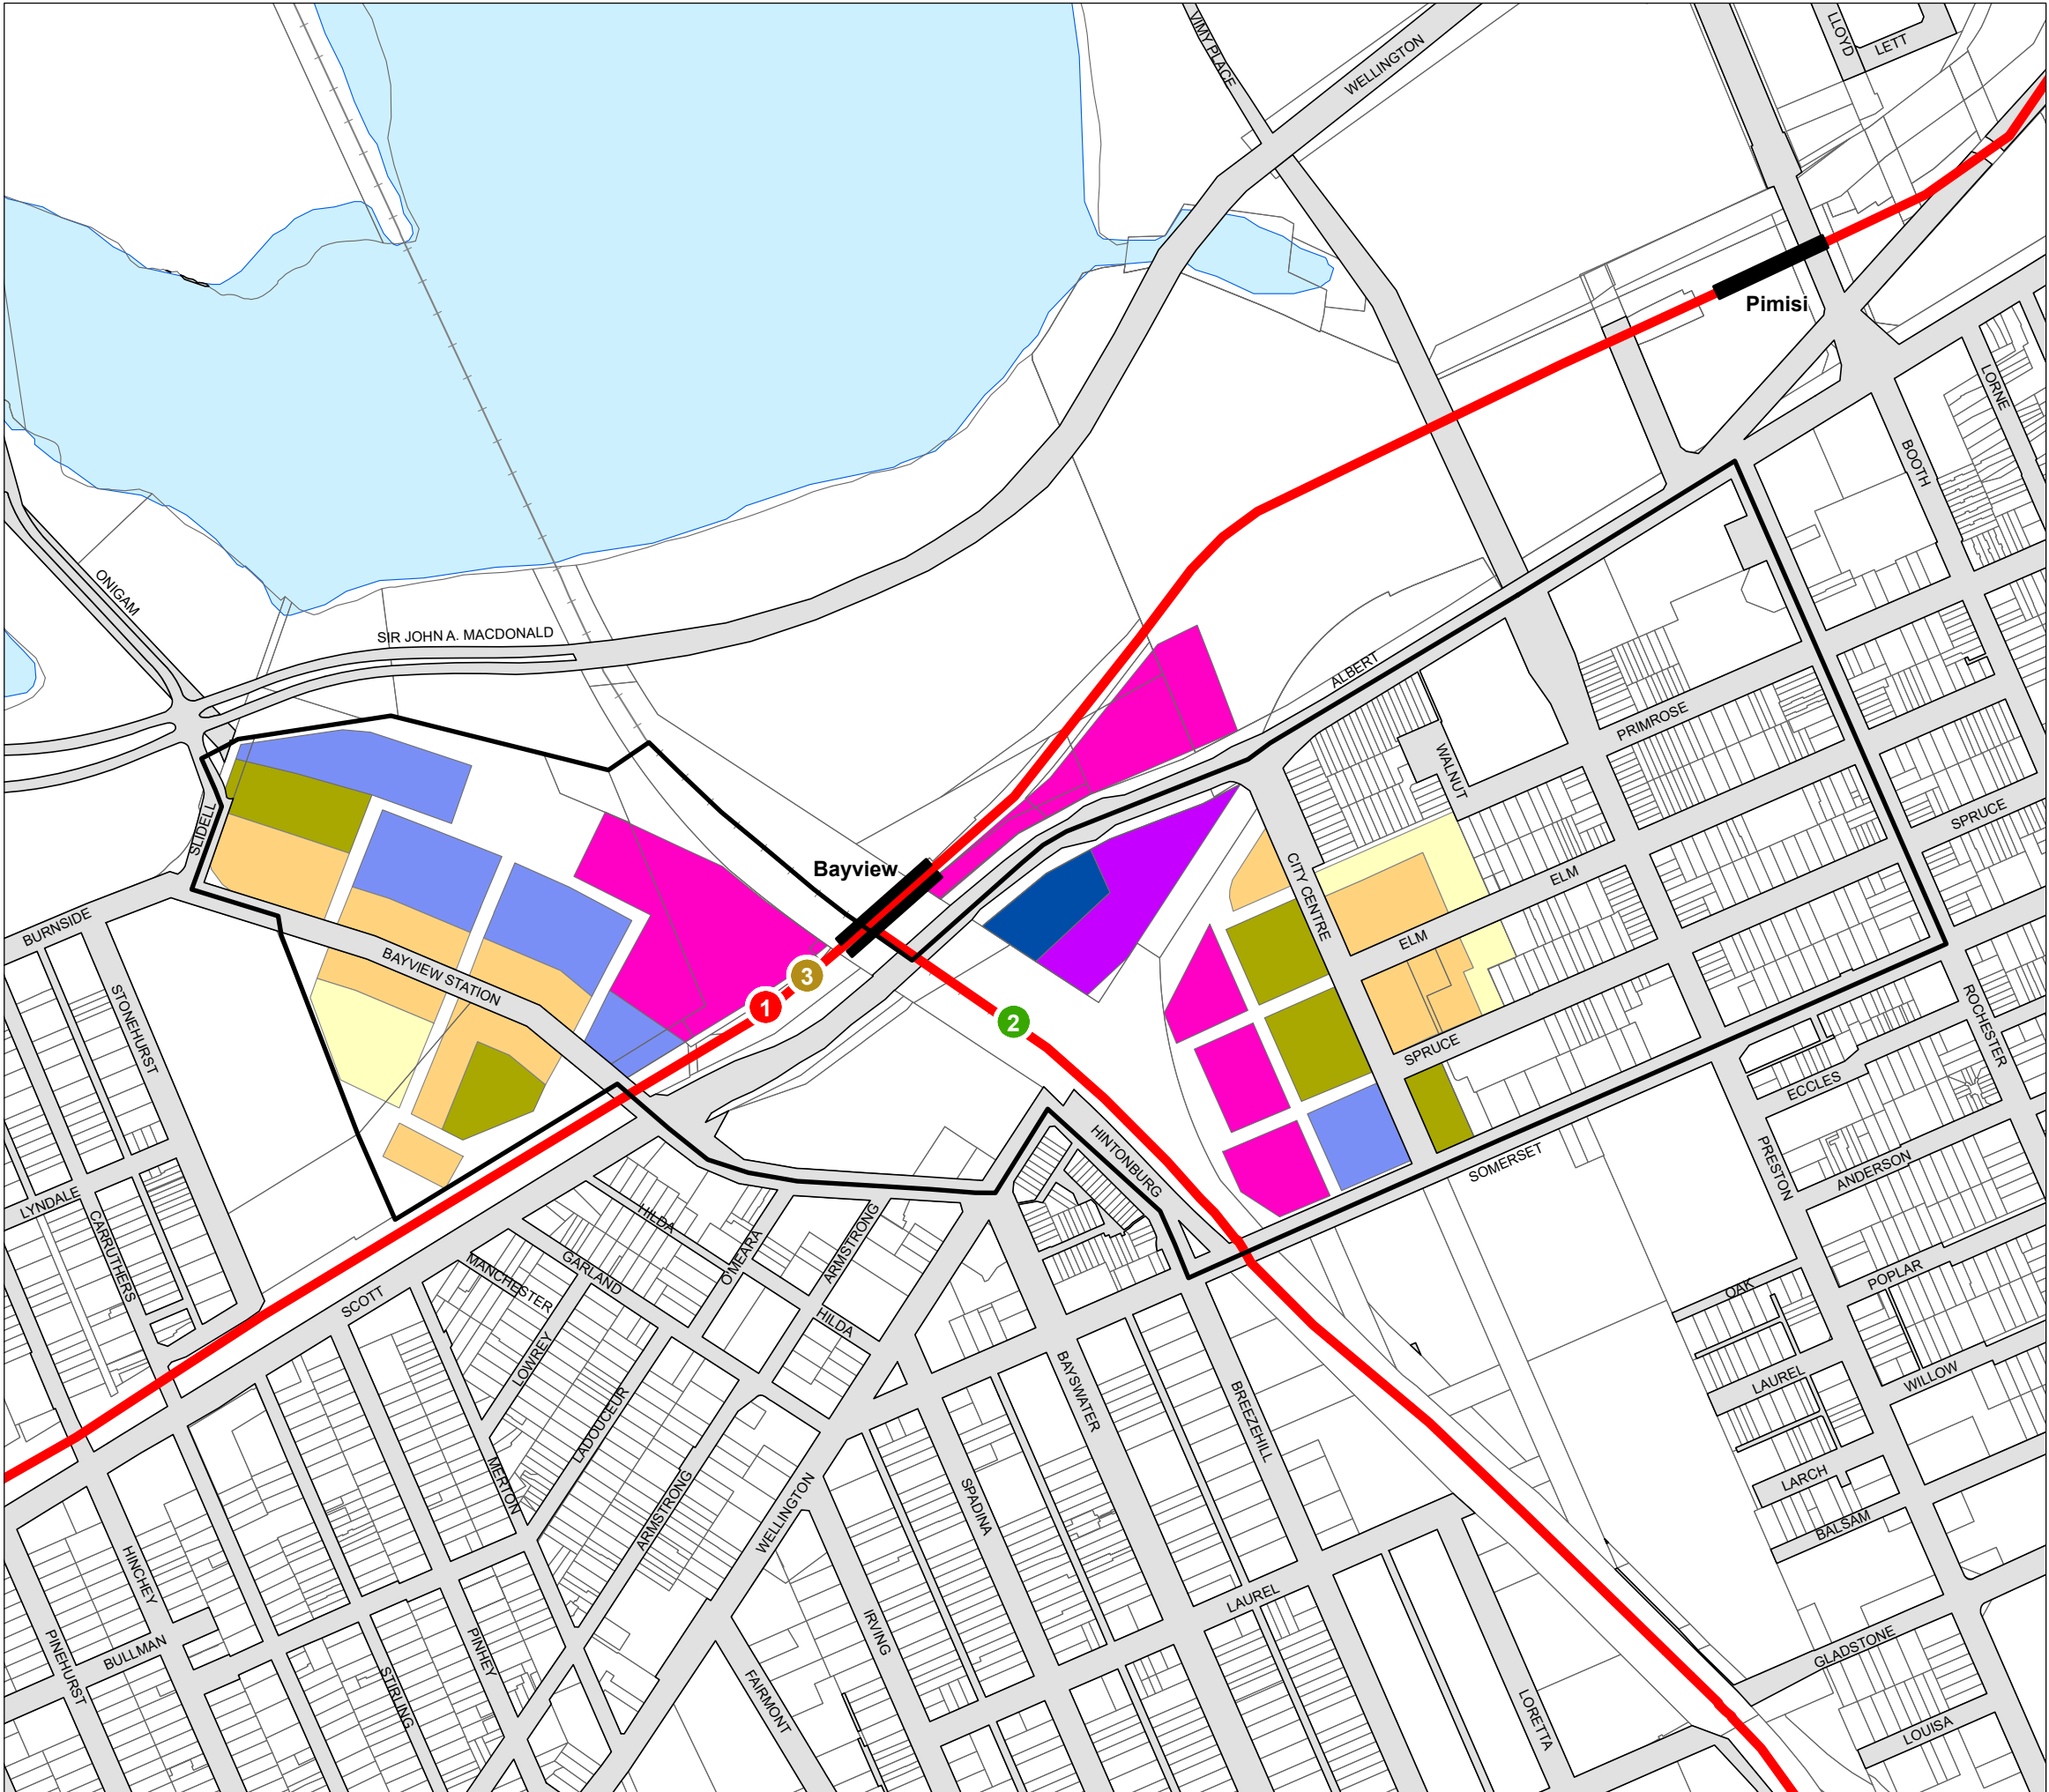 VIMY PLACE
WELLINGTON
LLOYD
LETT
Pimisi
LORNE
BOOTH
ONIGAM
SIR JOHN A. MACDONALD
ALBERT
PRIMROSE
WALNUT
SPRUCE
SLIDELL
Bayview
CITY CENTRE
ELM
ELM
BURNSIDE
BAYVIEW STATION
3
1
2
STONEHURST
SPRUCE
ROCHESTER
ECCLES
HINTONBURG
SOMERSET
PRESTON
ANDERSON
LYNDALE
CARRUTHERS
HILDA
O'MEARA
ARMSTRONG
GARLAND
MANCHESTER
SCOTT
HILDA
POPLAR
OAK
LOWREY
LADOUCEUR
BAYSWATER
BREEZEHILL
LAUREL
WILLOW
MERTON
ARMSTRONG
WELLINGTON
SPADINA
LARCH
BALSAM
HINCHEY
LAUREL
IRVING
PINEHURST
BULLMAN
PINHEY
STIRLING
FAIRMONT
LORETTA
GLADSTONE
LOUISA